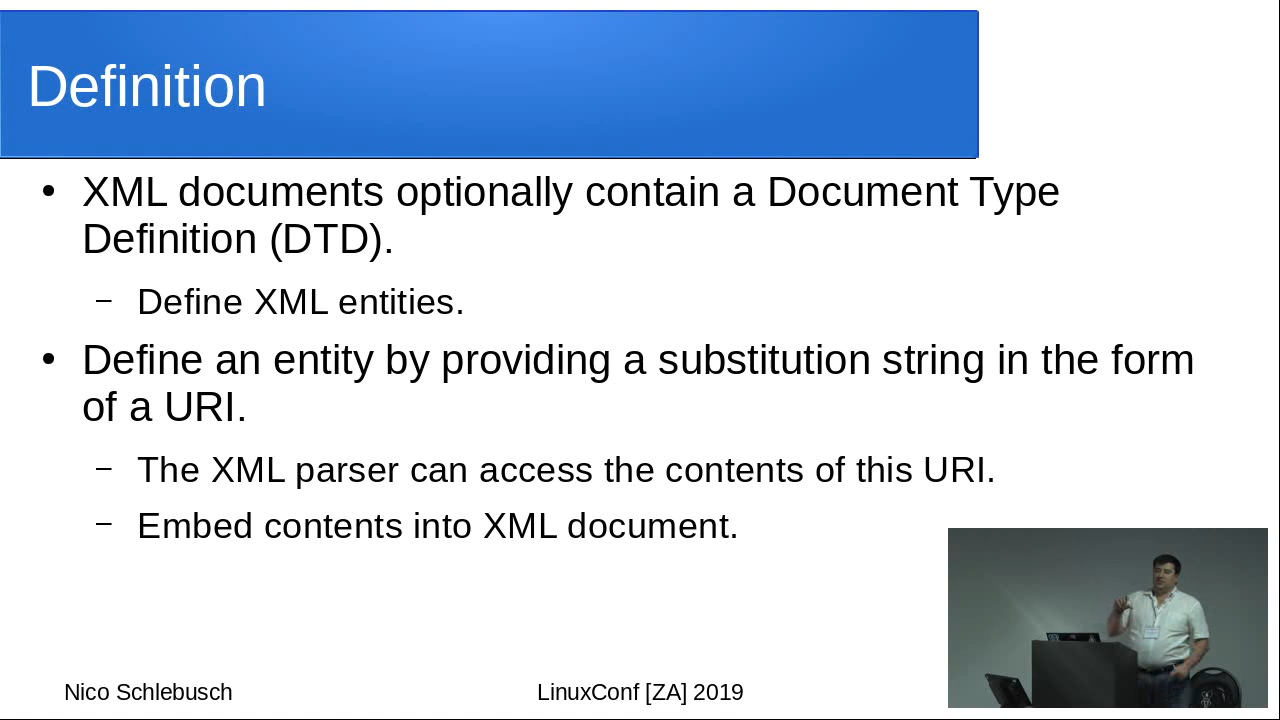 Definition
• XML documents optionally contain a Document Type
Definition (DTD).
– Define XML entities.
• Define an entity by providing a substitution string in the form
of a URI.
– The XML parser can access the contents of this URI.
– Embed contents into XML document.
Nico Schlebusch
LinuxConf [ZA] 2019